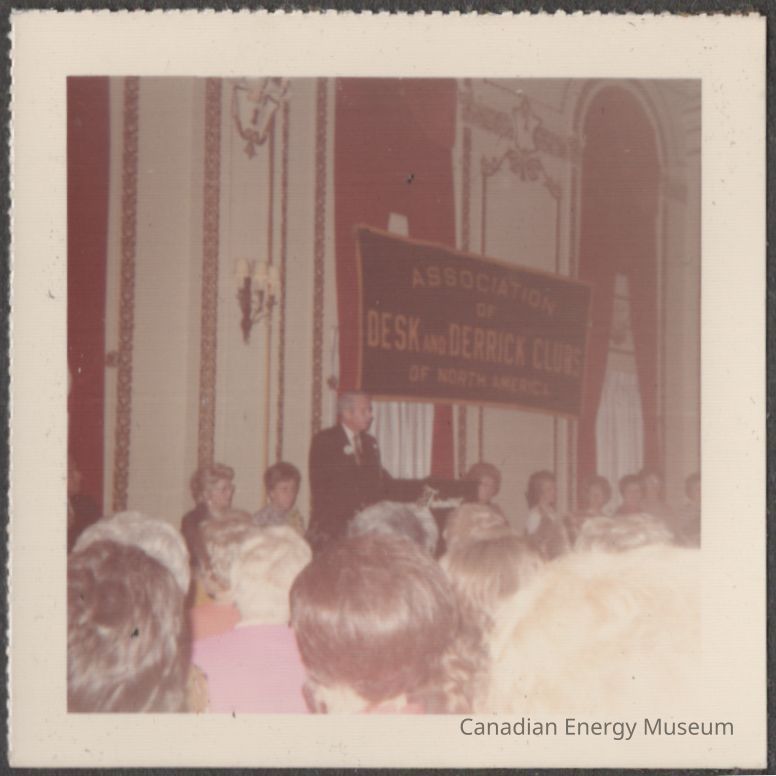 ASSOCIATION
OF
DESK AND DERRICK CLUBS
OF NORTH AMERICA
Canadian Energy Museum